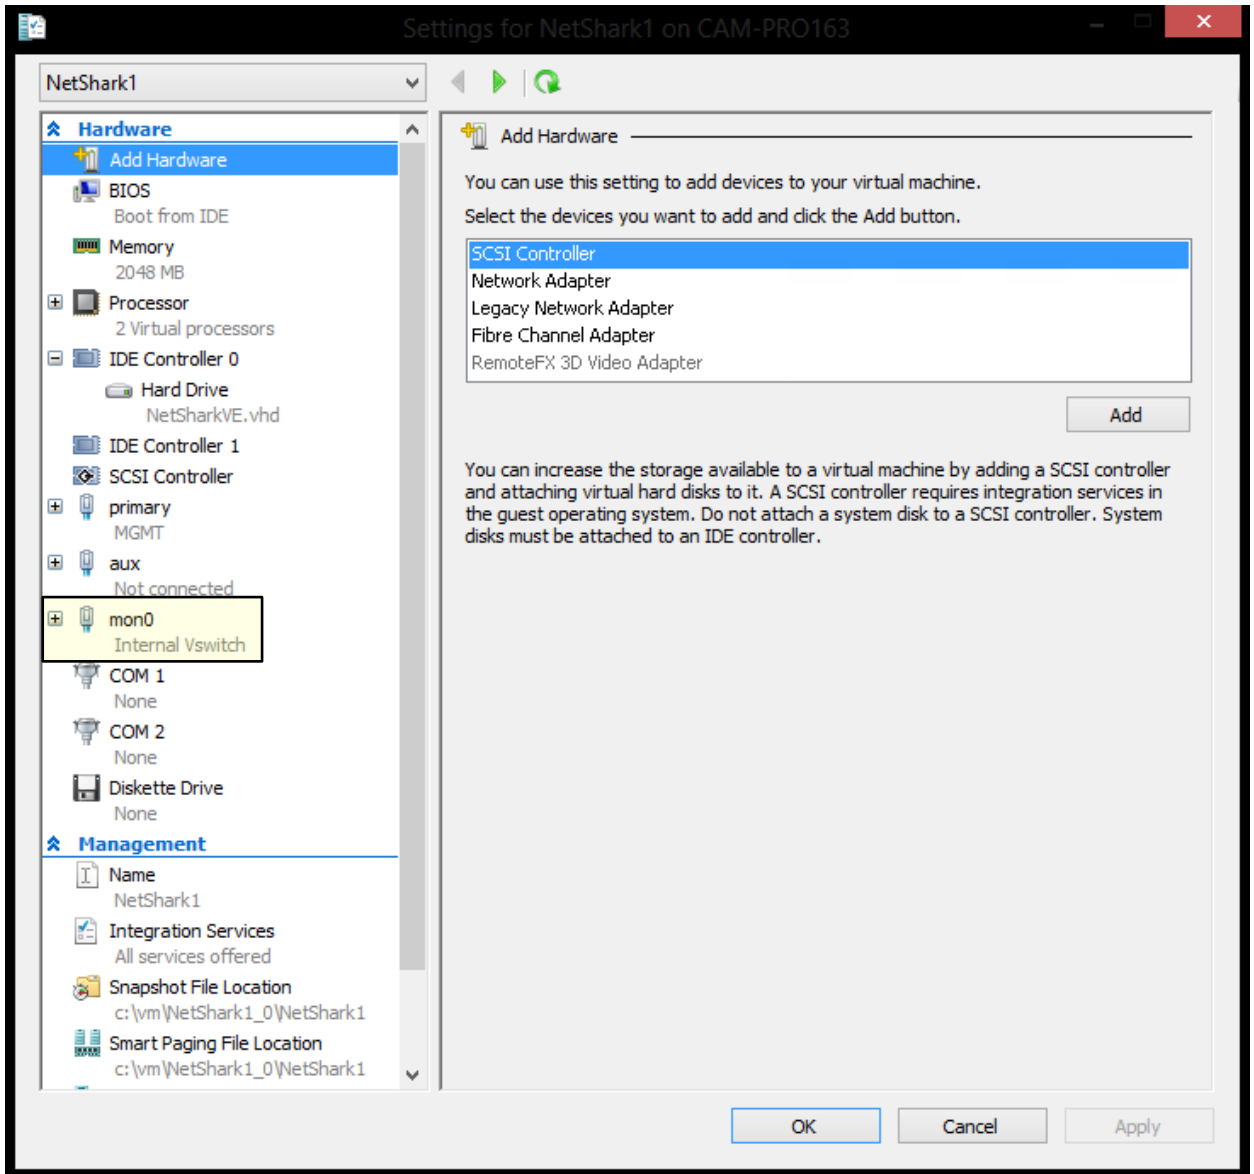 Settings for NetShark1 on CAM-PRO163
NetShark1
Hardware
Add Hardware
BIOS
Boot from IDE
Memory
2048 MB
Processor
2 Virtual processors
IDE Controller 0
Hard Drive
NetSharkVE.vhd
IDE Controller 1
SCSI Controller
primary
MGMT
aux
Not connected
mon0
Internal Vswitch
COM 1
None
COM 2
None
Diskette Drive
None
Management
Name
NetShark1
Integration Services
All services offered
Snapshot File Location
c:\vm\NetShark1_0\NetShark1
Smart Paging File Location
c:\vm\NetShark1_0\NetShark1
Add Hardware
You can use this setting to add devices to your virtual machine.
Select the devices you want to add and click the Add button.
SCSI Controller
Network Adapter
Legacy Network Adapter
Fibre Channel Adapter
RemoteFX 3D Video Adapter
Add
You can increase the storage available to a virtual machine by adding a SCSI controller
and attaching virtual hard disks to it. A SCSI controller requires integration services in
the guest operating system. Do not attach a system disk to a SCSI controller. System
disks must be attached to an IDE controller.
OK
Cancel
Apply